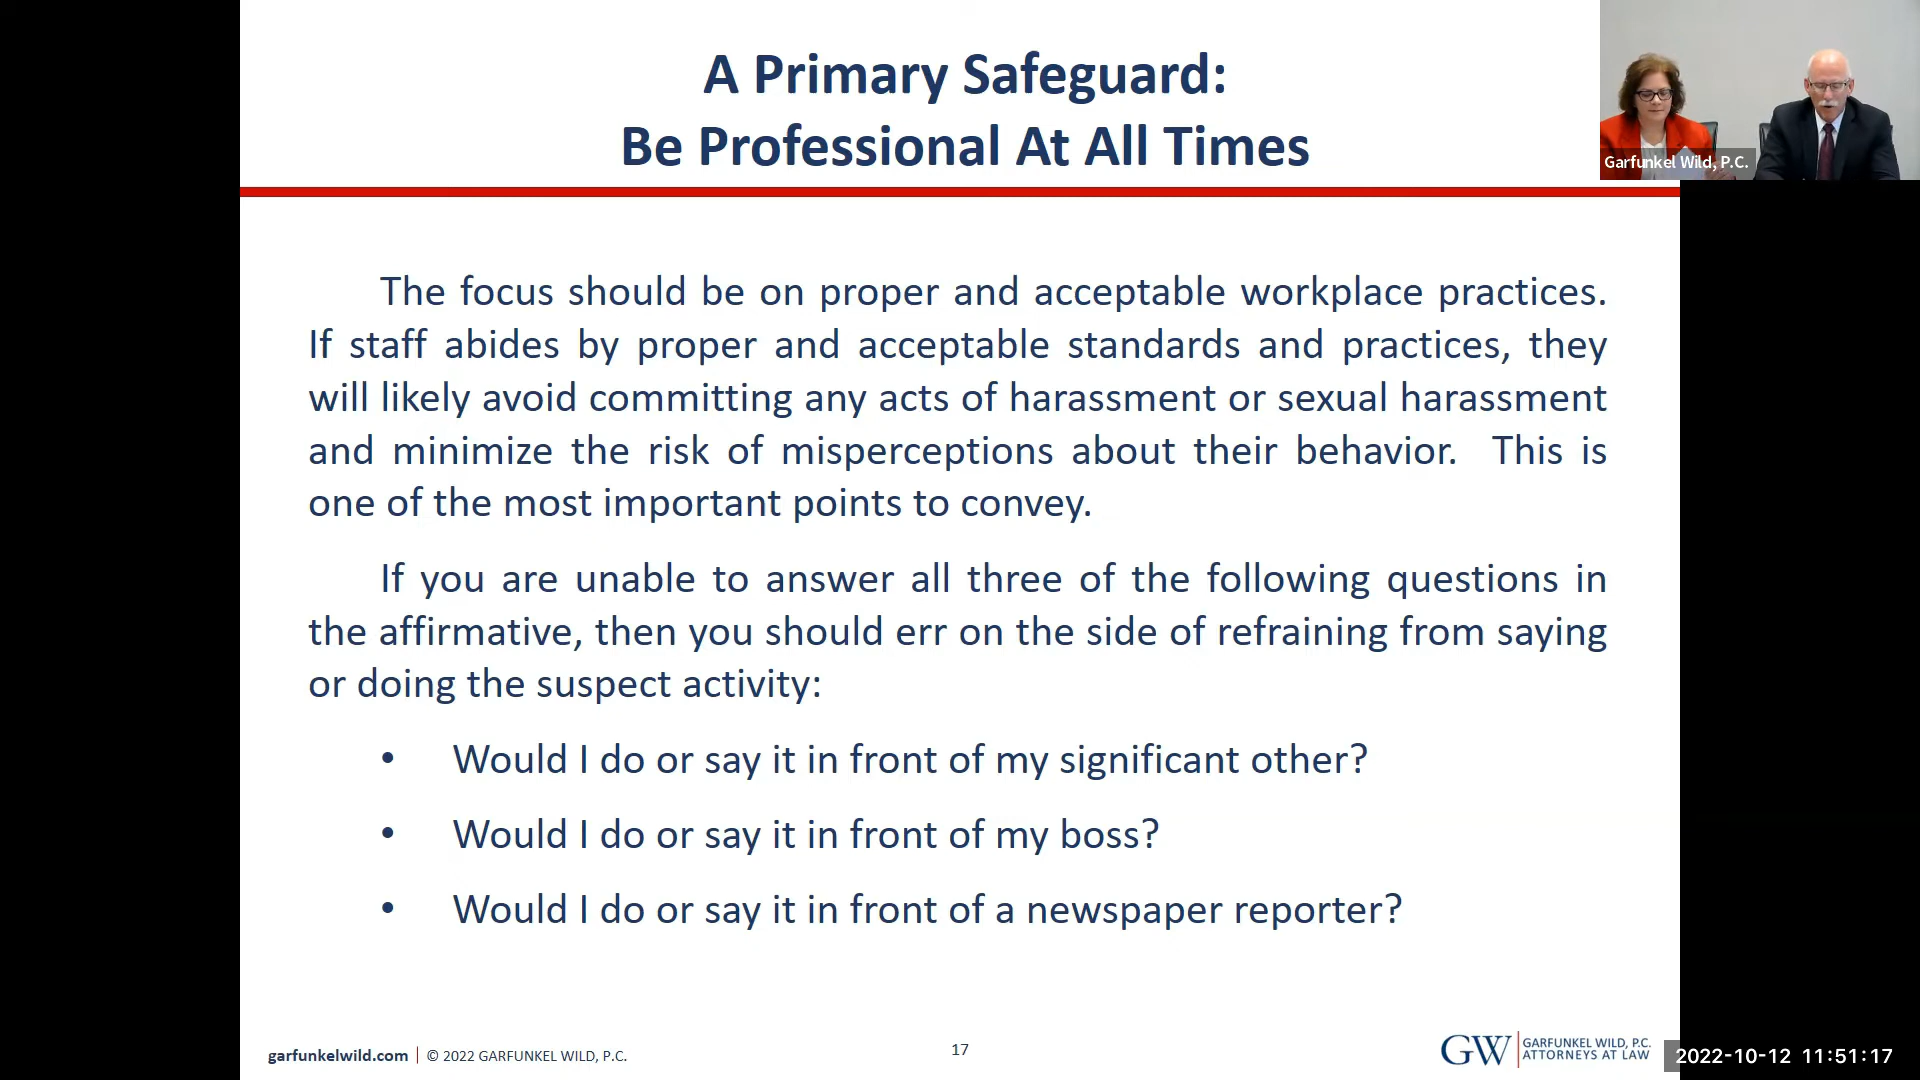 A Primary Safeguard:
Be Professional At All Times
Garfunkel Wild, P.C.
The focus should be on proper and acceptable workplace practices.
If staff abides by proper and acceptable standards and practices, they
will likely avoid committing any acts of harassment or sexual harassment
and minimize the risk of misperceptions about their behavior. This is
one of the most important points to convey.
If you are unable to answer all three of the following questions in
the affirmative, then you should err on the side of refraining from saying
or doing the suspect activity:
• Would I do or say it in front of my significant other?
• Would I do or say it in front of my boss?
• Would I do or say it in front of a newspaper reporter?
garfunkelwild.com | © 2022 GARFUNKEL WILD, P.C.
17
GW GARFUNKEL WILD, P.C.
ATTORNEYS AT LAW
2022-10-12 11:51:17